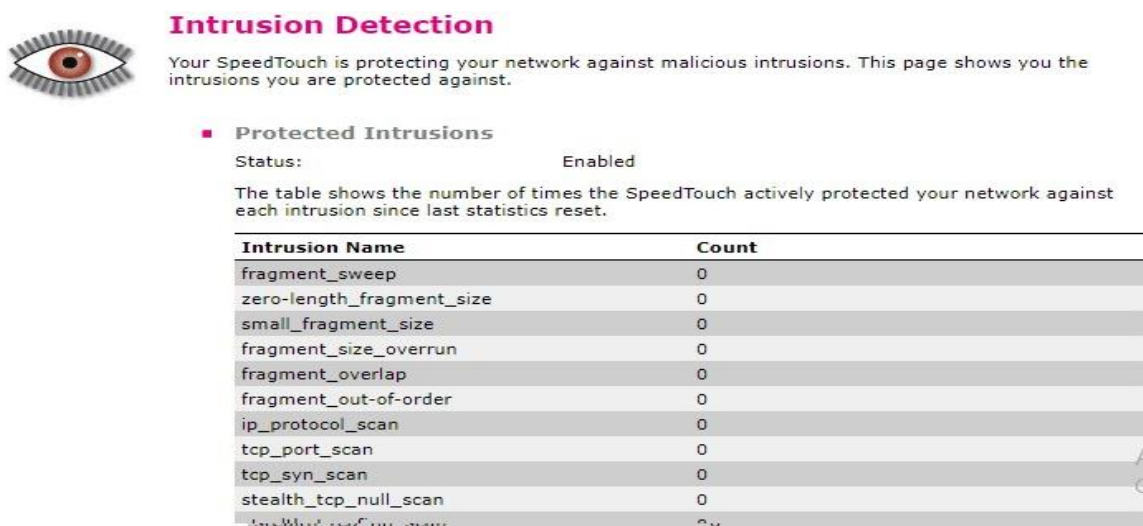 Intrusion Detection
Your SpeedTouch is protecting your network against malicious intrusions. This page shows you the
intrusions you are protected against.
Protected Intrusions
Status: Enabled
The table shows the number of times the SpeedTouch actively protected your network against
each intrusion since last statistics reset.
Intrusion Name Count
fragment_sweep 0
zero-length_fragment_size 0
small_fragment_size 0
fragment_size_overrun 0
fragment_overlap 0
fragment_out-of-order 0
ip_protocol_scan 0
tcp_port_scan 0
tcp_syn_scan 0
stealth_tcp_null_scan 0